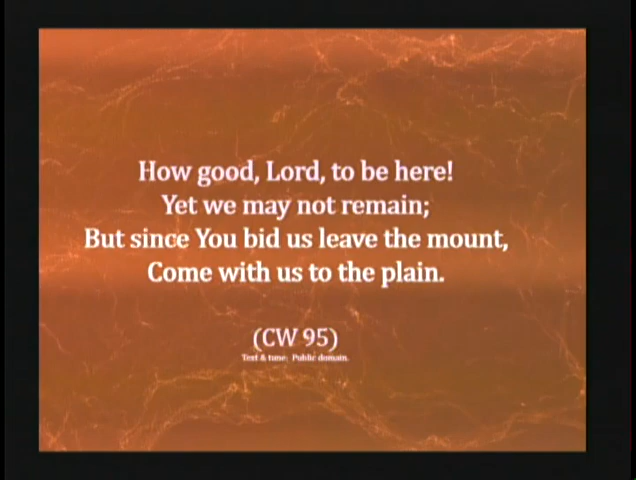 How good, Lord, to be here!
Yet we may not remain;
But since You bid us leave the mount,
Come with us to the plain.
(CW 95)
Text & tune: Public domain.